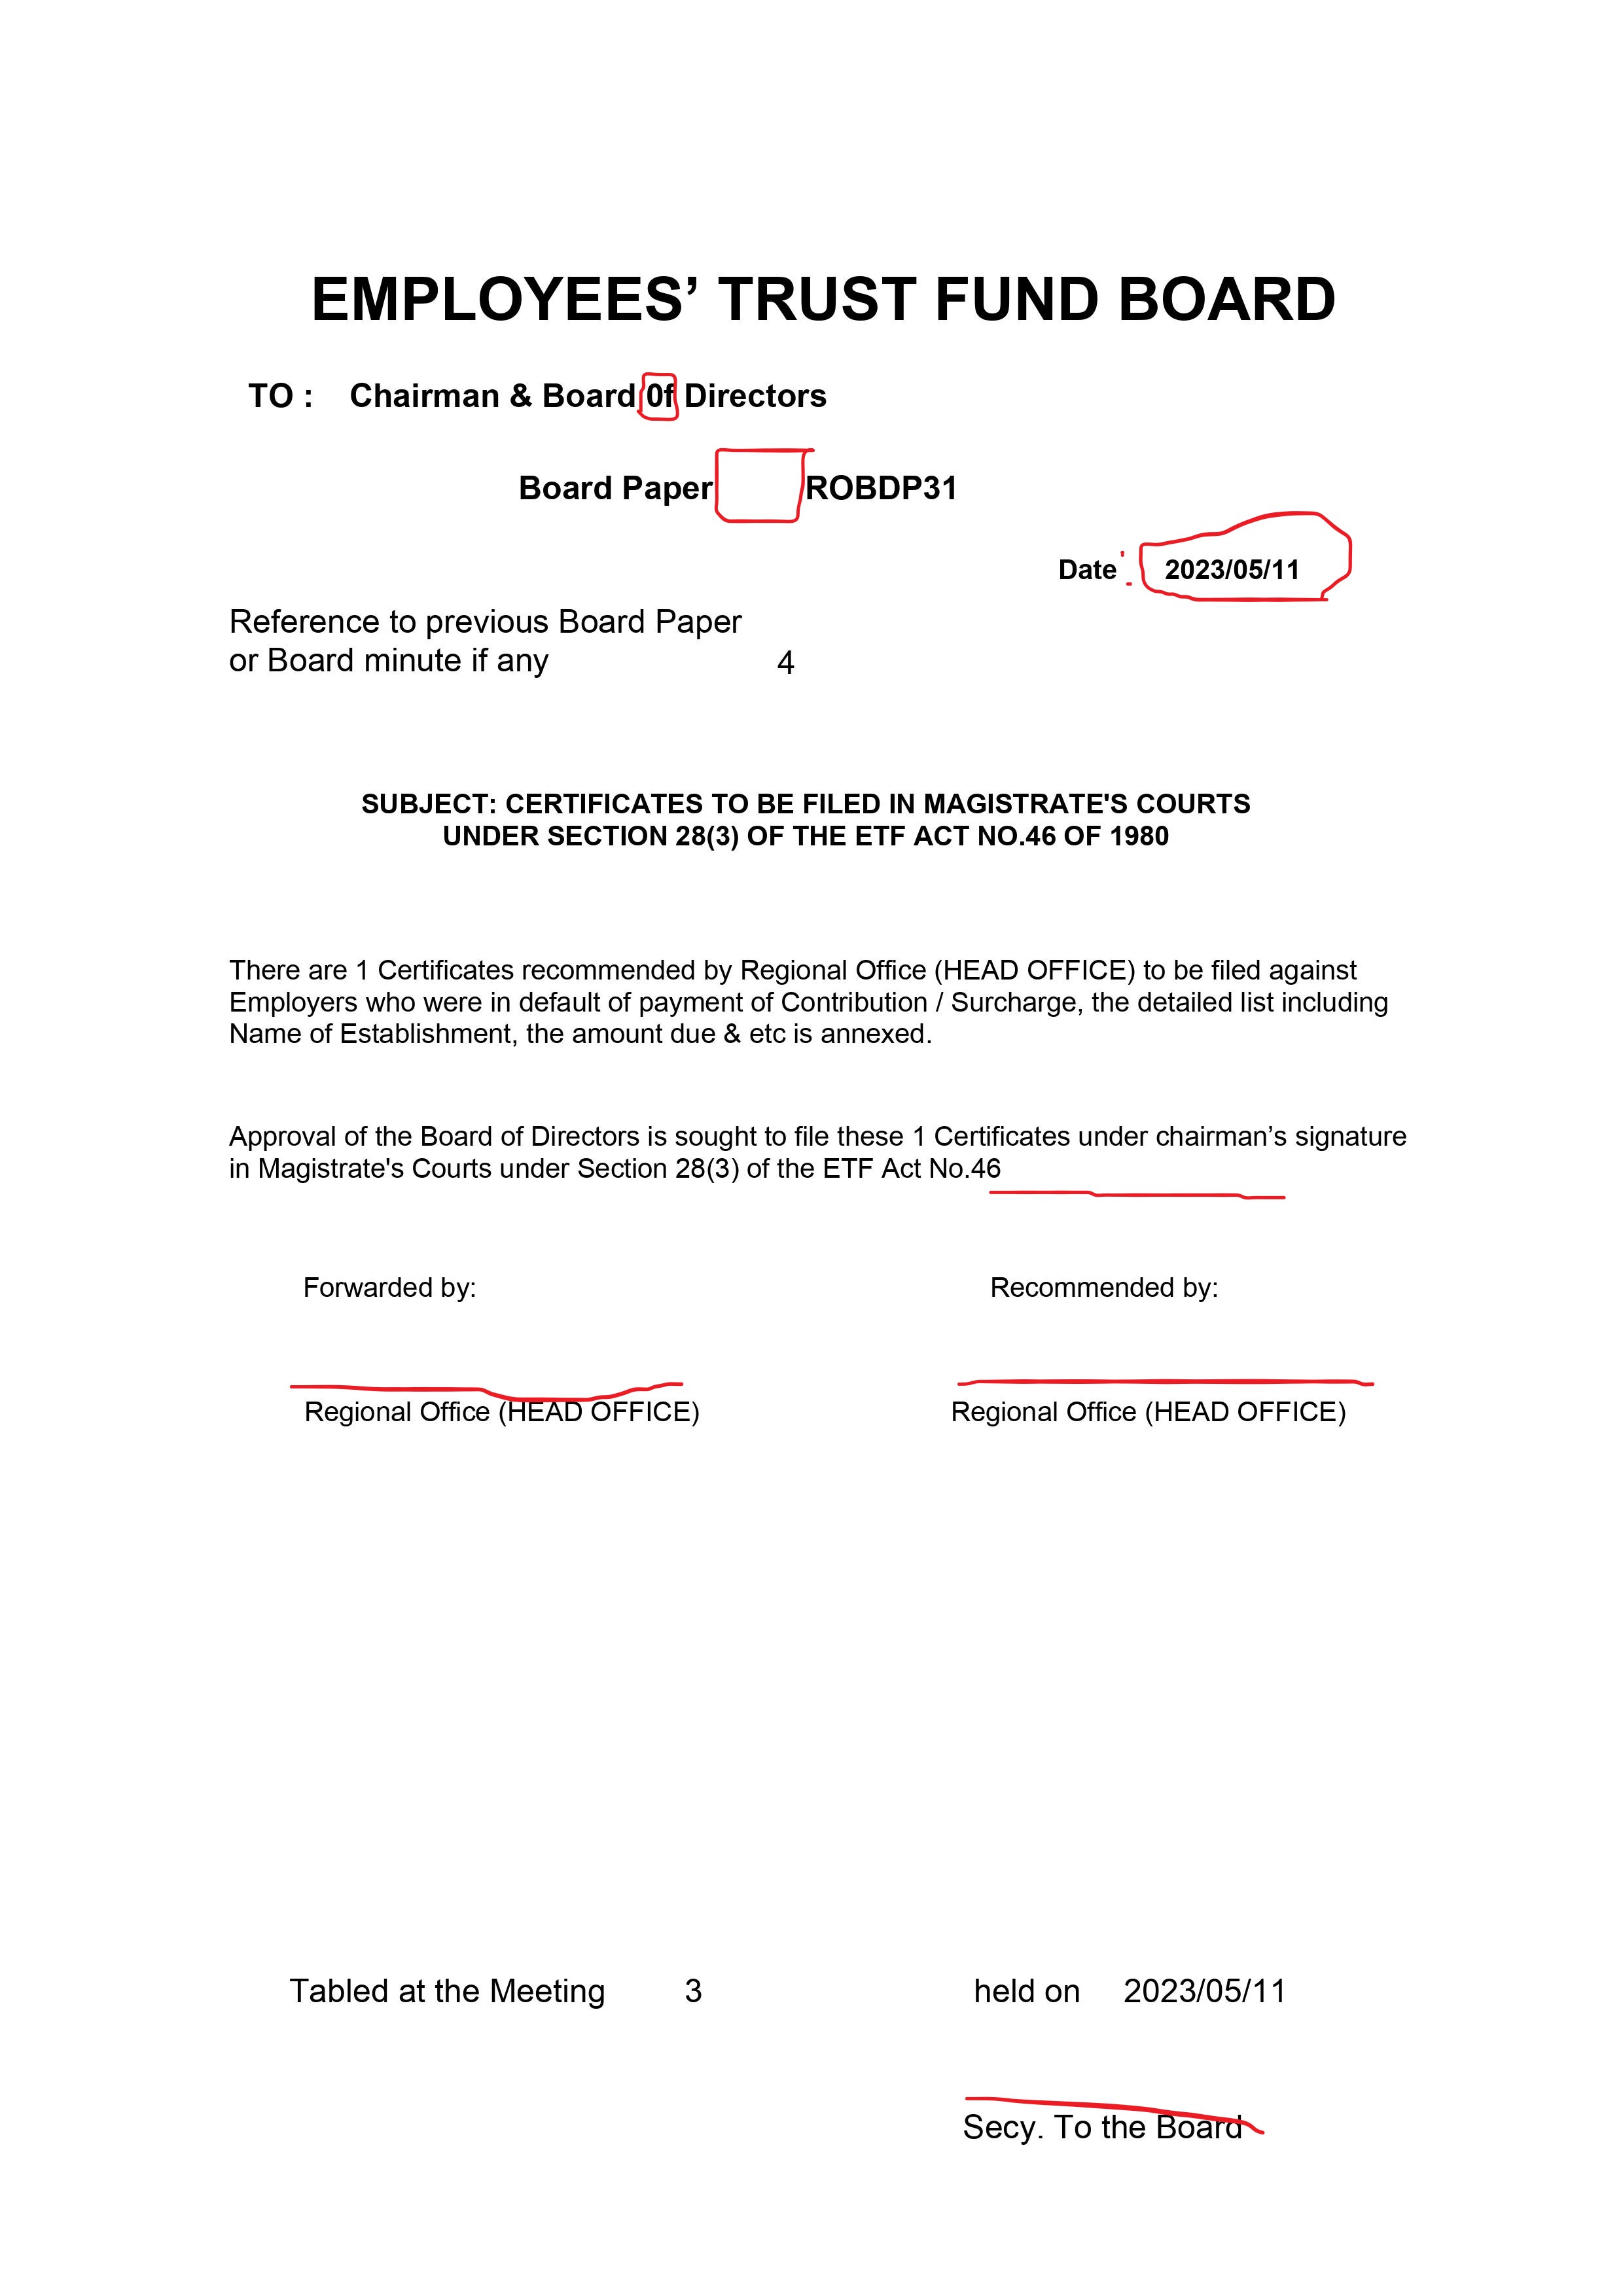 EMPLOYEES’ TRUST FUND BOARD
TO : Chairman & Board 0f Directors
Board Paper ROBDP31
Date : 2023/05/11
Reference to previous Board Paper
or Board minute if any 4
SUBJECT: CERTIFICATES TO BE FILED IN MAGISTRATE'S COURTS
UNDER SECTION 28(3) OF THE ETF ACT NO.46 OF 1980
There are 1 Certificates recommended by Regional Office (HEAD OFFICE) to be filed against
Employers who were in default of payment of Contribution / Surcharge, the detailed list including
Name of Establishment, the amount due & etc is annexed.
Approval of the Board of Directors is sought to file these 1 Certificates under chairman’s signature
in Magistrate's Courts under Section 28(3) of the ETF Act No.46
Forwarded by: Recommended by:
Regional Office (HEAD OFFICE) Regional Office (HEAD OFFICE)
Tabled at the Meeting 3 held on 2023/05/11
Secy. To the Board